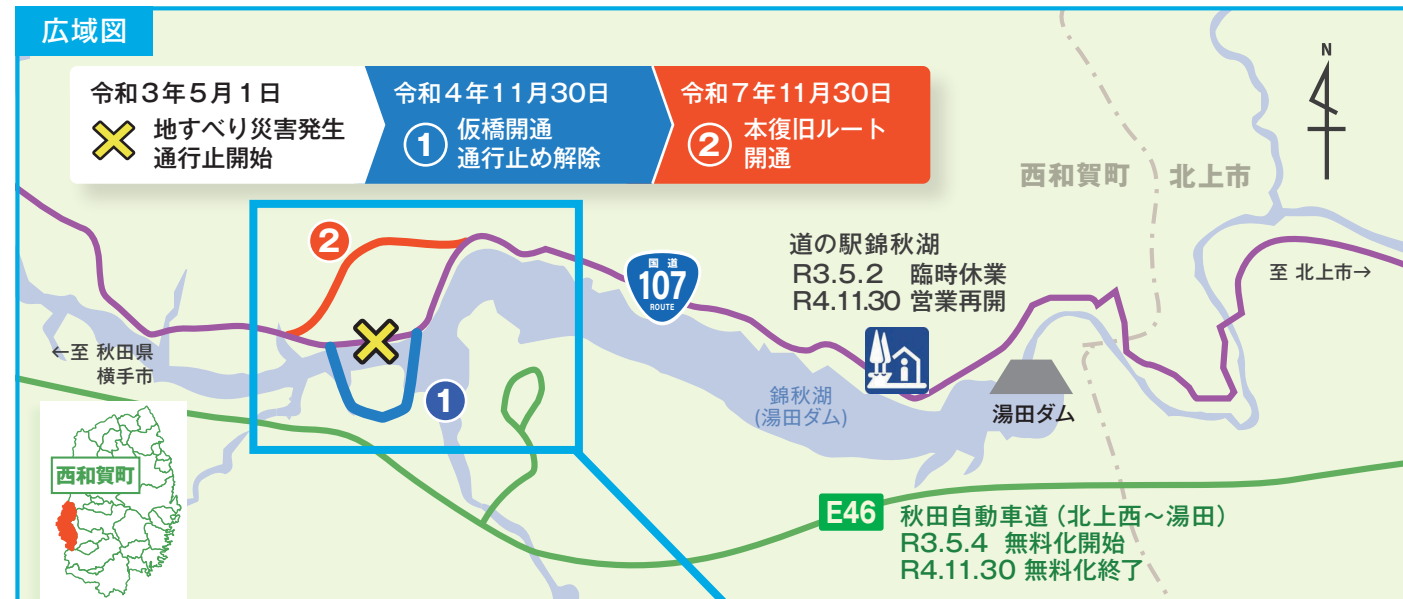 広域図
令和3年5月1日
地すべり災害発生
通行止開始
令和4年11月30日
① 仮橋開通
通行止め解除
令和7年11月30日
② 本復旧ルート
開通
N
西和賀町
北上市
2
国道
107
ROUTE
道の駅錦秋湖
R3.5.2 臨時休業
R4.11.30 営業再開
至 北上市→
←至 秋田県
横手市
1
錦秋湖
(湯田ダム)
湯田ダム
西和賀町
E46
秋田自動車道（北上西～湯田）
R3.5.4 無料化開始
R4.11.30 無料化終了